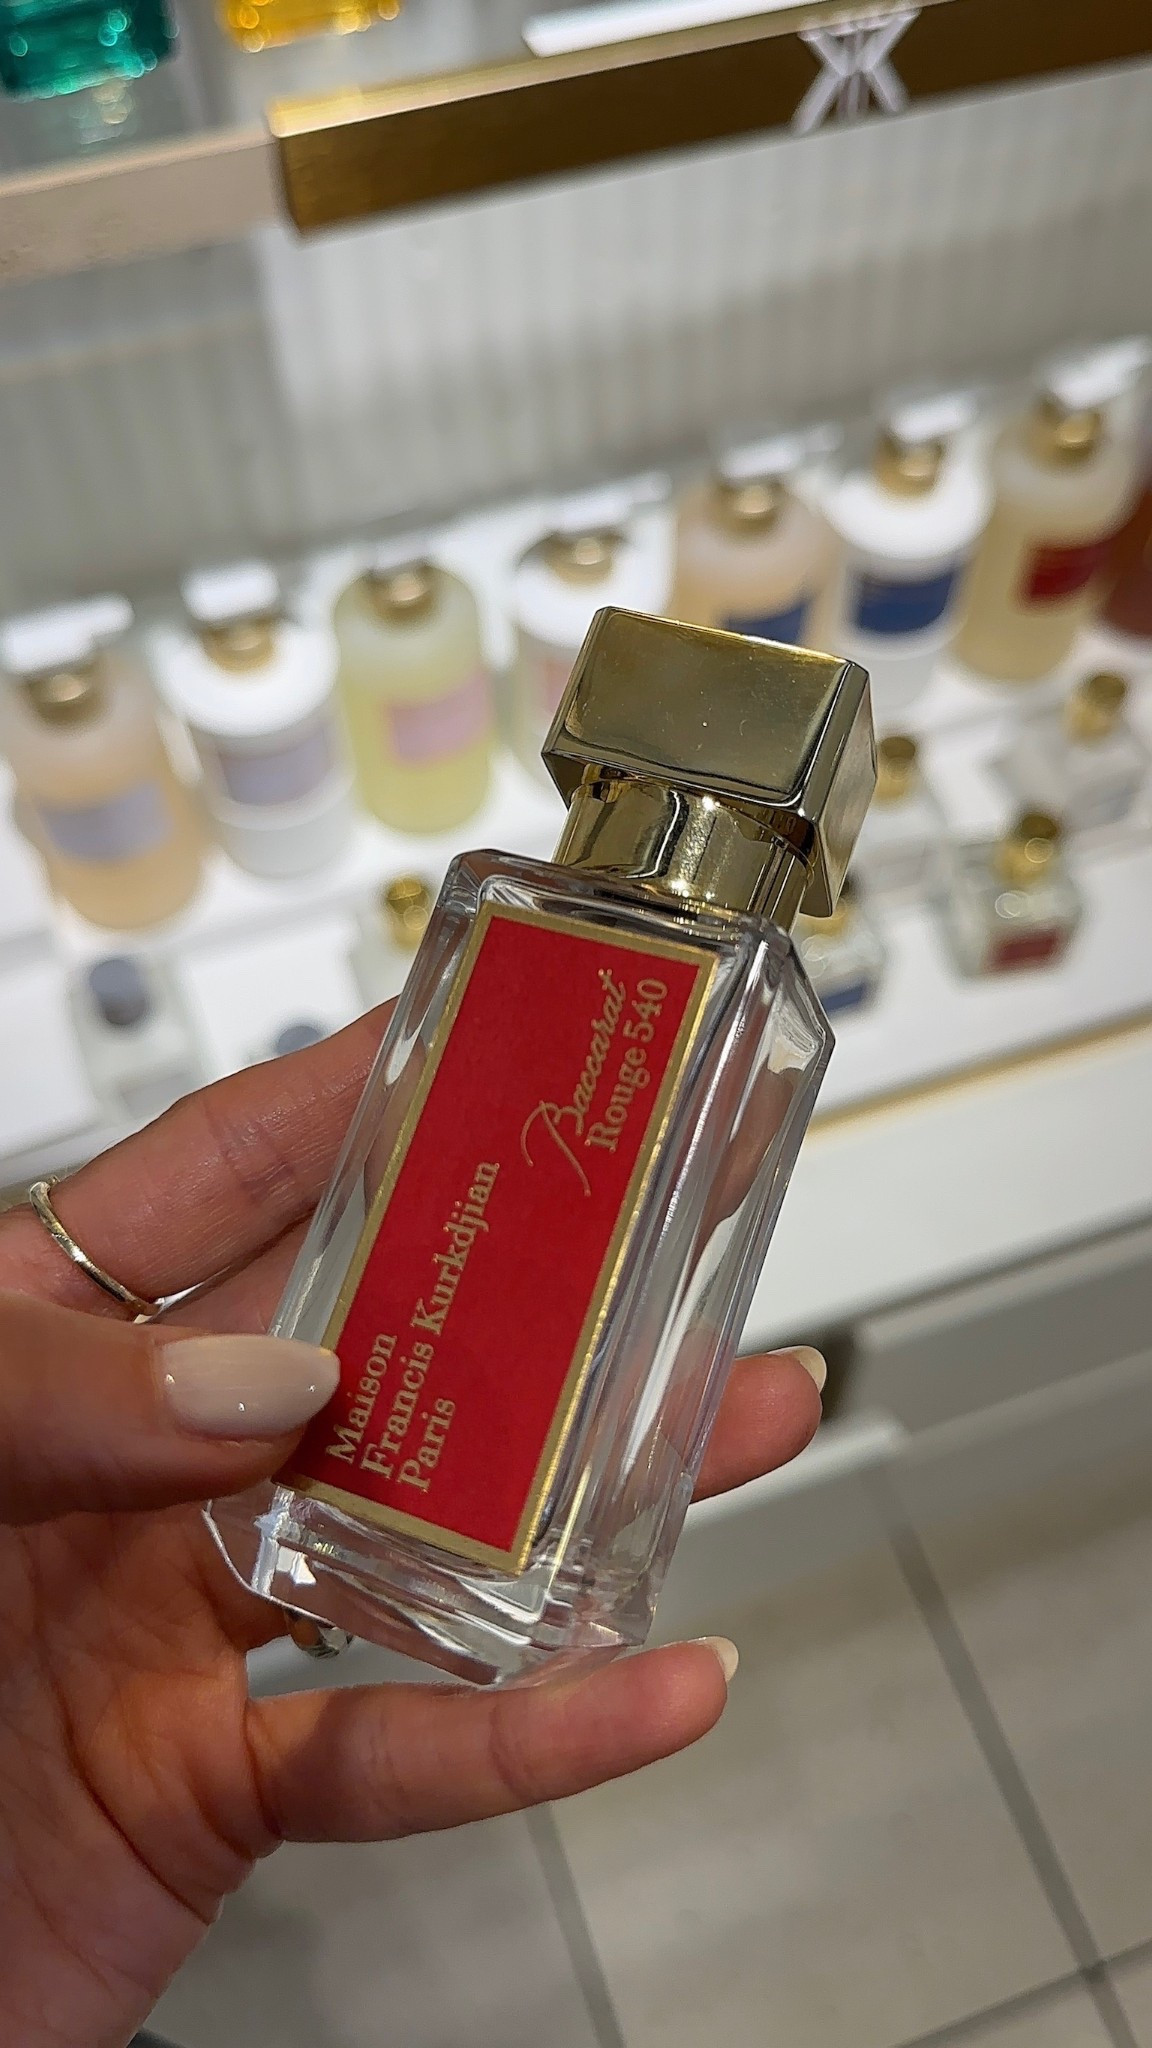 Baccarat
Rouge 540
Maison
Francis Kurkdjian
Paris